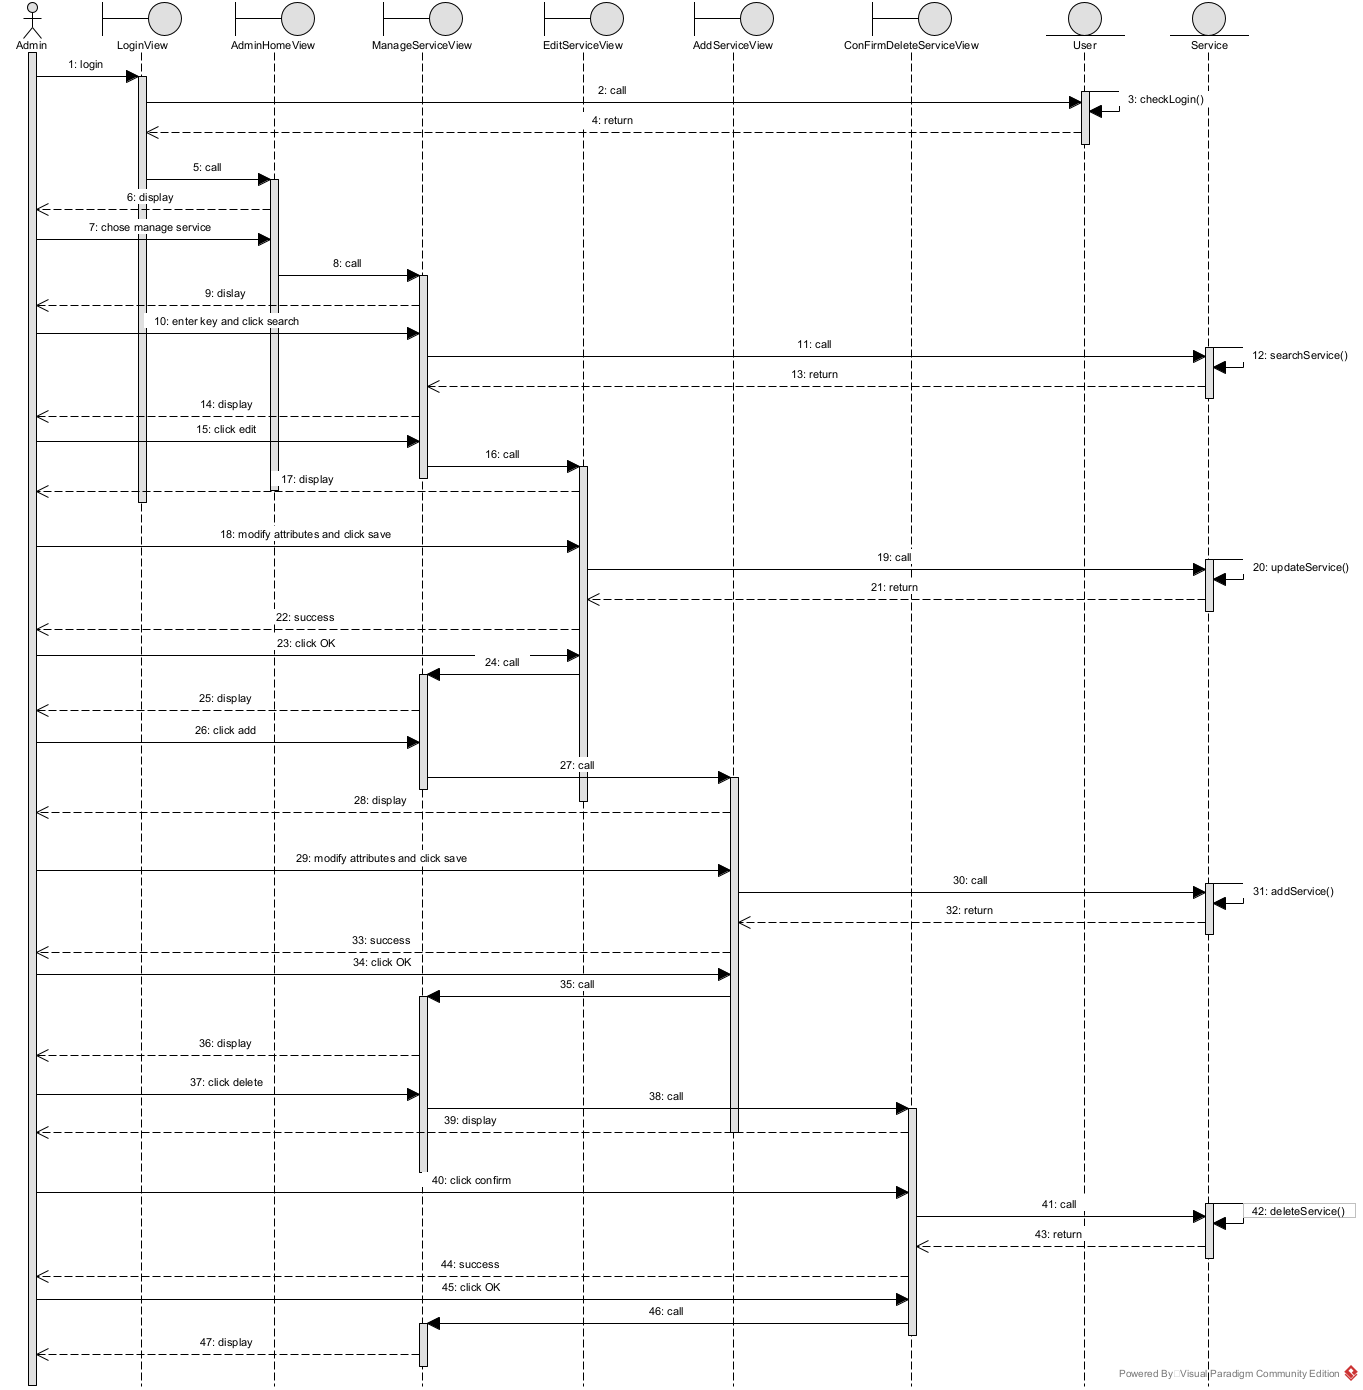 Admin
LoginView
AdminHomeView
ManageServiceView
EditServiceView
AddServiceView
ConFirmDeleteServiceView
User
Service
1: login
2: call
3: checkLogin()
4: return
5: call
6: display
7: chose manage service
8: call
9: dislay
10: enter key and click search
11: call
12: searchService()
13: return
14: display
15: click edit
16: call
17: display
18: modify attributes and click save
19: call
20: updateService()
21: return
22: success
23: click OK
24: call
25: display
26: click add
27: call
28: display
29: modify attributes and click save
30: call
31: addService()
32: return
33: success
34: click OK
35: call
36: display
37: click delete
38: call
39: display
40: click confirm
41: call
42: deleteService()
43: return
44: success
45: click OK
46: call
47: display
Powered By Visual Paradigm Community Edition